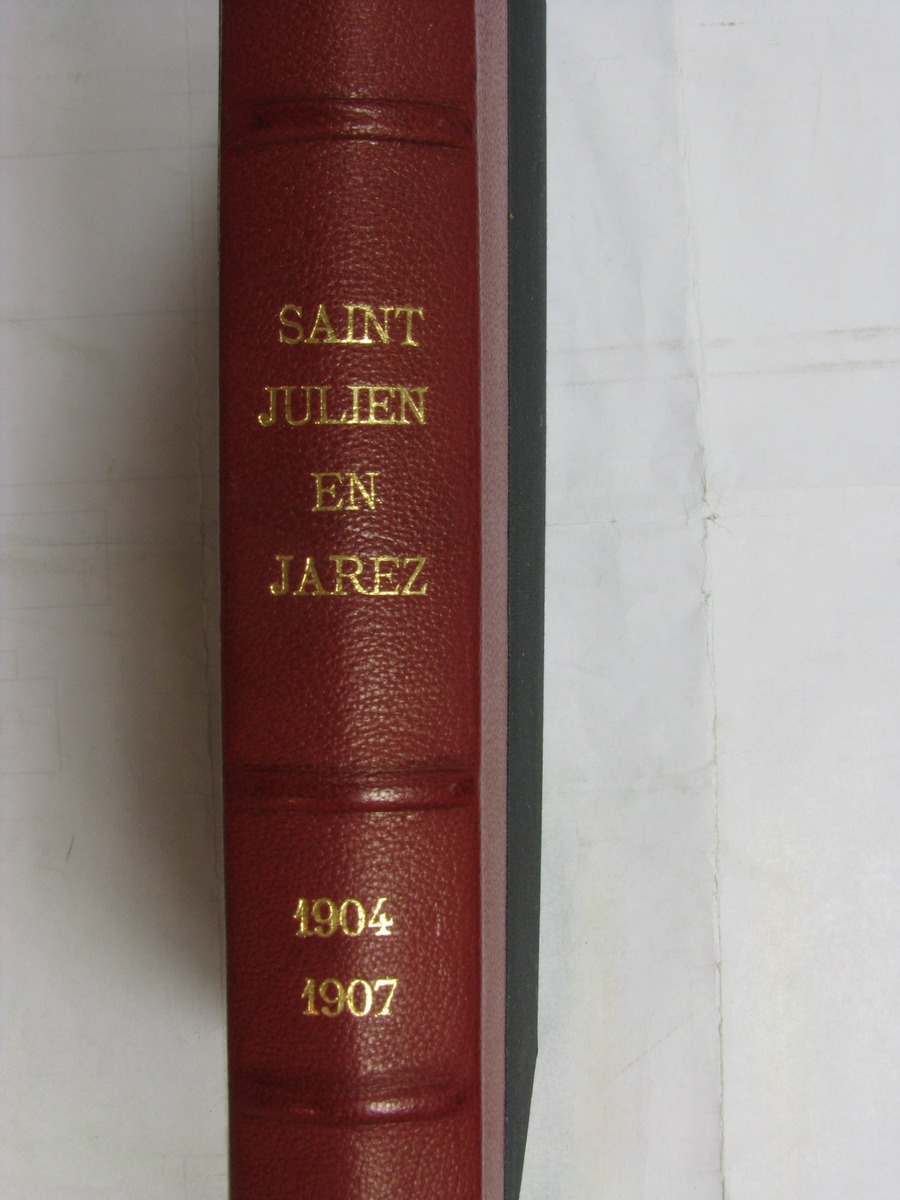 SAINT
JULIEN
EN
JAREZ
1904
1907